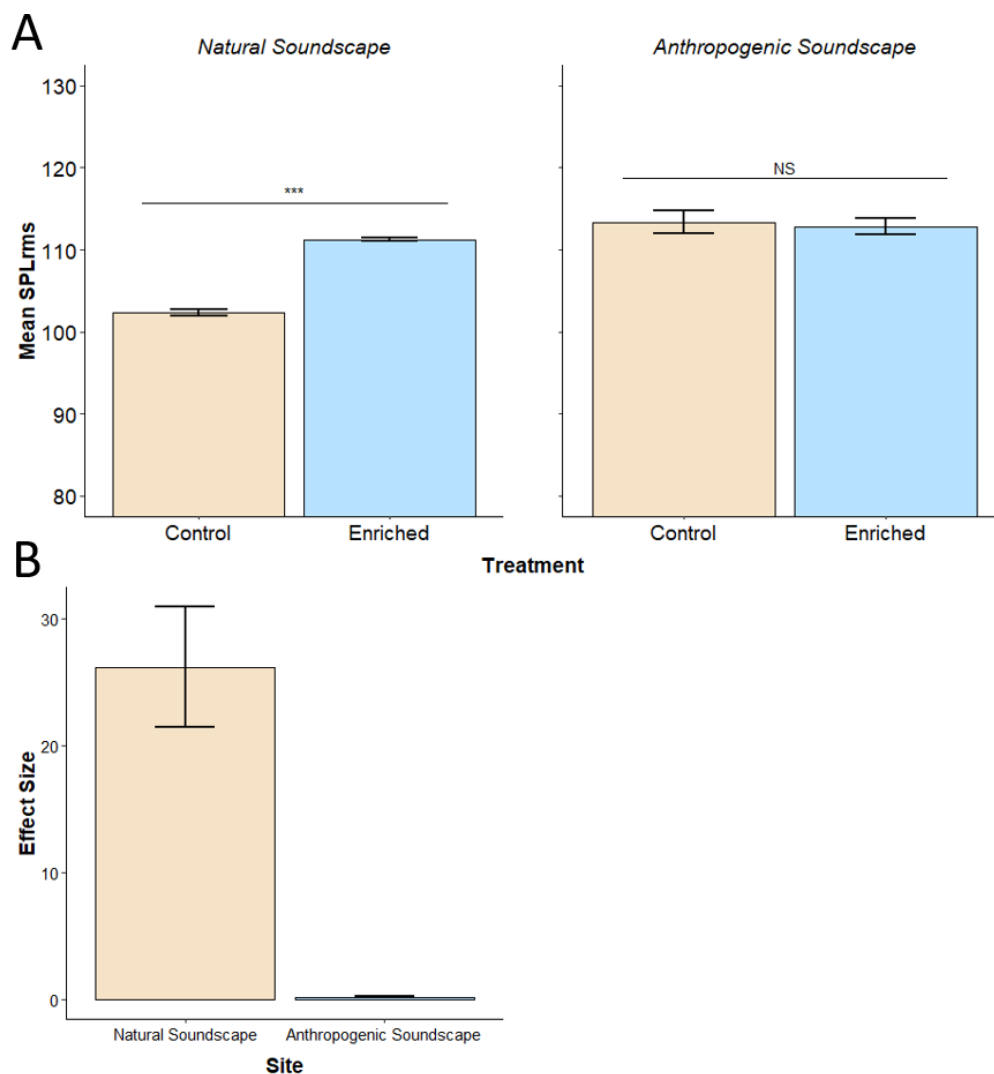 A
Natural Soundscape
Anthropogenic Soundscape
Mean SPLrms
130
120
110
100
90
80
***
NS
Control
Enriched
Control
Enriched
Treatment
B
Effect Size
30
20
10
0
Natural Soundscape
Anthropogenic Soundscape
Site